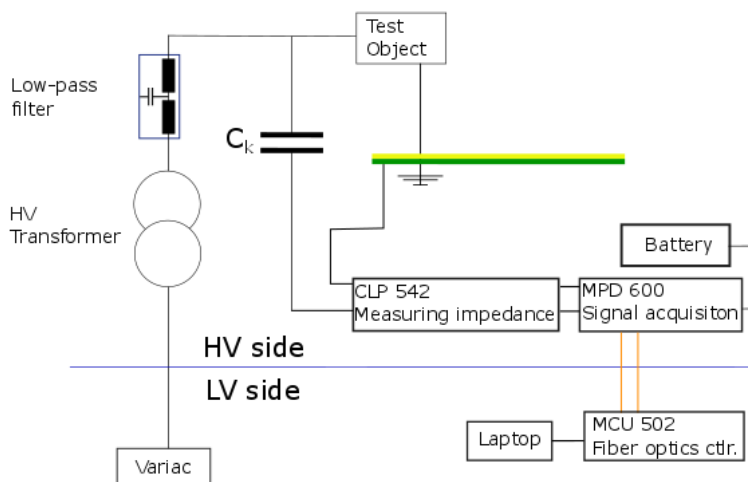 Test
Object
Low-pass
filter
Ck
HV
Transformer
Battery
CLP 542
Measuring impedance
MPD 600
Signal acquisiton
HV side
LV side
MCU 502
Fiber optics ctlr.
Laptop
Variac